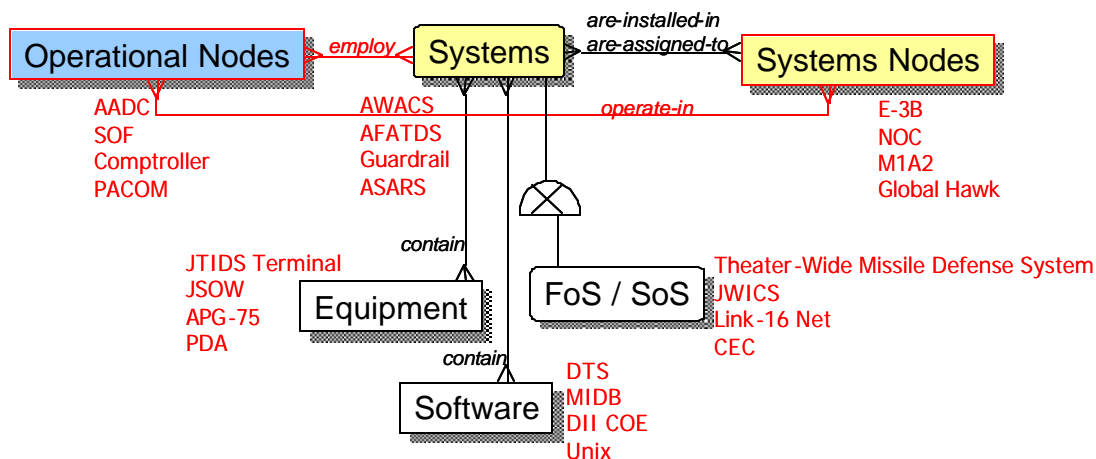 are-installed-in
Operational Nodes
employ
Systems
are-assigned-to
Systems Nodes
AADC
SOF
Comptroller
PACOM
AWACS
AFATDS
Guardrail
ASARS
operate-in
E-3B
NOC
M1A2
Global Hawk
contain
JTIDS Terminal
JSOW
APG-75
PDA
Equipment
FoS / SoS
Theater-Wide Missile Defense System
JWICS
Link-16 Net
CEC
contain
Software
DTS
MIDB
DII COE
Unix